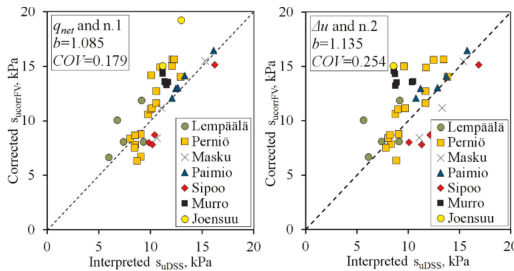 q_net and n.1
b=1.085
COV=0.179
Corrected s_ucorrFV, kPa
20
15
10
5
0
Lempäälä
Perniö
Masku
Paimio
Sipoo
Murro
Joensuu
0 5 10 15 20
Interpreted s_uDSS, kPa
Δu and n.2
b=1.135
COV=0.254
Corrected s_ucorrFV, kPa
20
15
10
5
0
Lempäälä
Perniö
Masku
Paimio
Sipoo
Murro
Joensuu
0 5 10 15 20
Interpreted s_uDSS, kPa